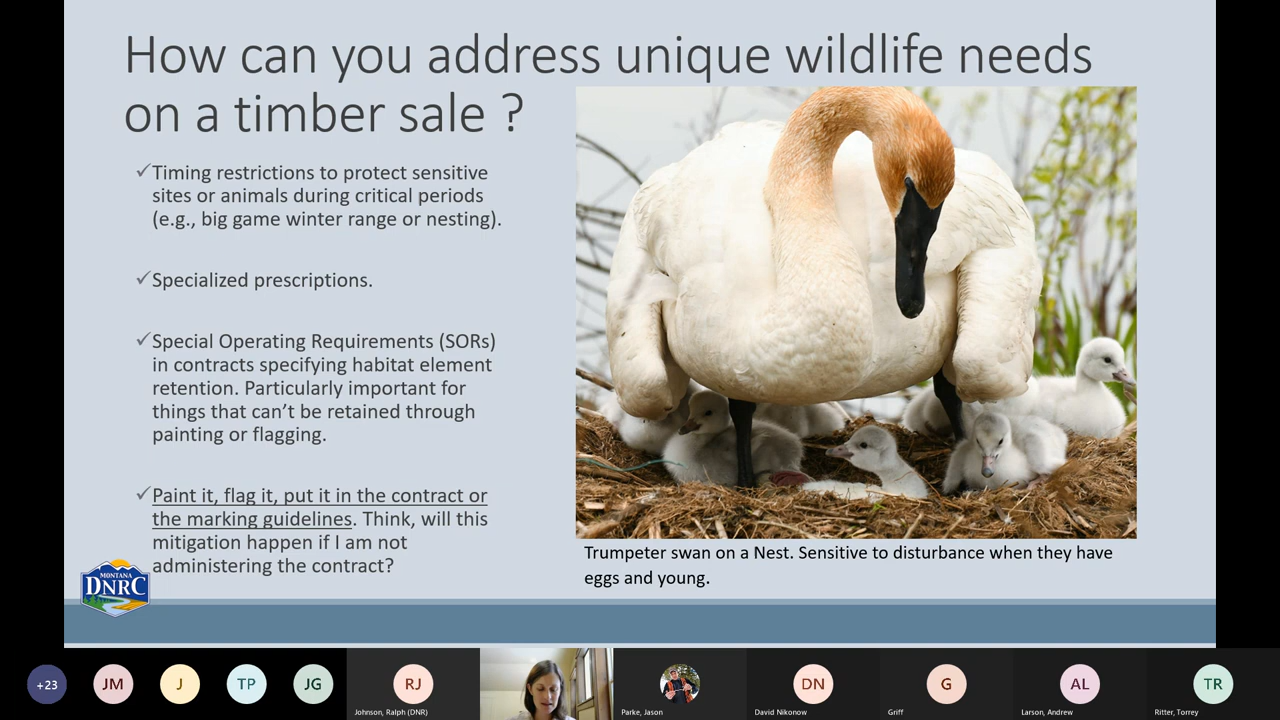 How can you address unique wildlife needs
on a timber sale ?
✓Timing restrictions to protect sensitive
sites or animals during critical periods
(e.g., big game winter range or nesting).
✓Specialized prescriptions.
✓Special Operating Requirements (SORs)
in contracts specifying habitat element
retention. Particularly important for
things that can’t be retained through
painting or flagging.
✓Paint it, flag it, put it in the contract or
the marking guidelines. Think, will this
mitigation happen if I am not
administering the contract?
Trumpeter swan on a Nest. Sensitive to disturbance when they have
eggs and young.
MONTANA
DNRC
+23
JM
J
TP
JG
RJ
DN
G
AL
TR
Johnson, Ralph (DNR)
Parke, Jason
David Nikonow
Griff
Larson, Andrew
Ritter, Torrey